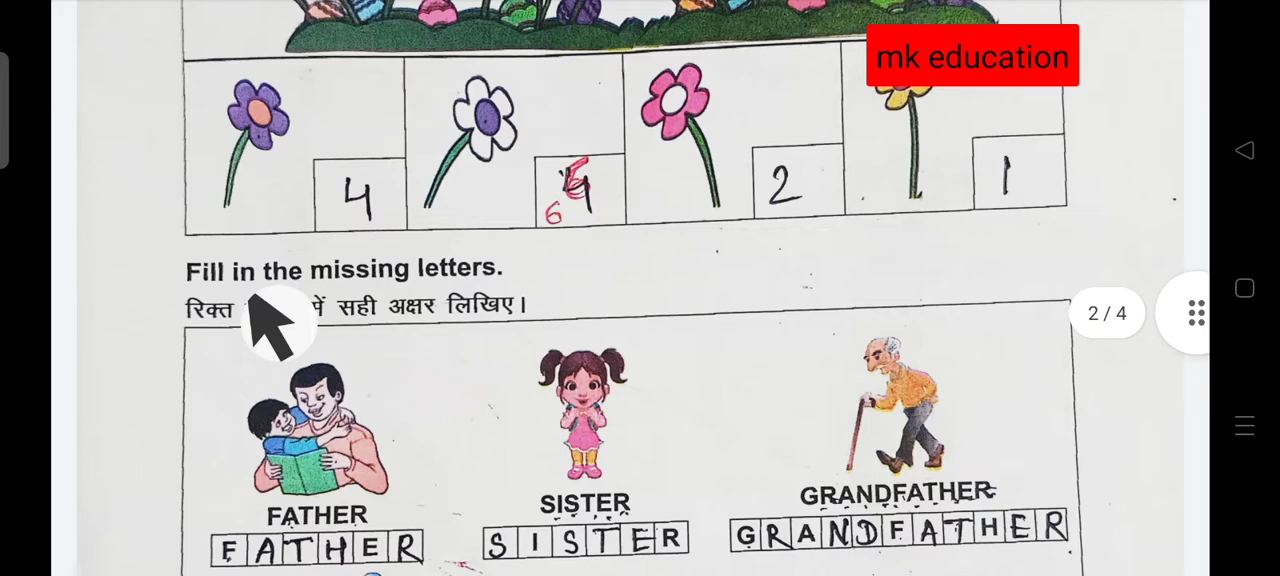 mk education
4
6
2
1
Fill in the missing letters.
रिक्त में सही अक्षर लिखिए।
2 / 4
FATHER
SISTER
GRANDFATHER
FATHER
SISTER
GRANDFATHER